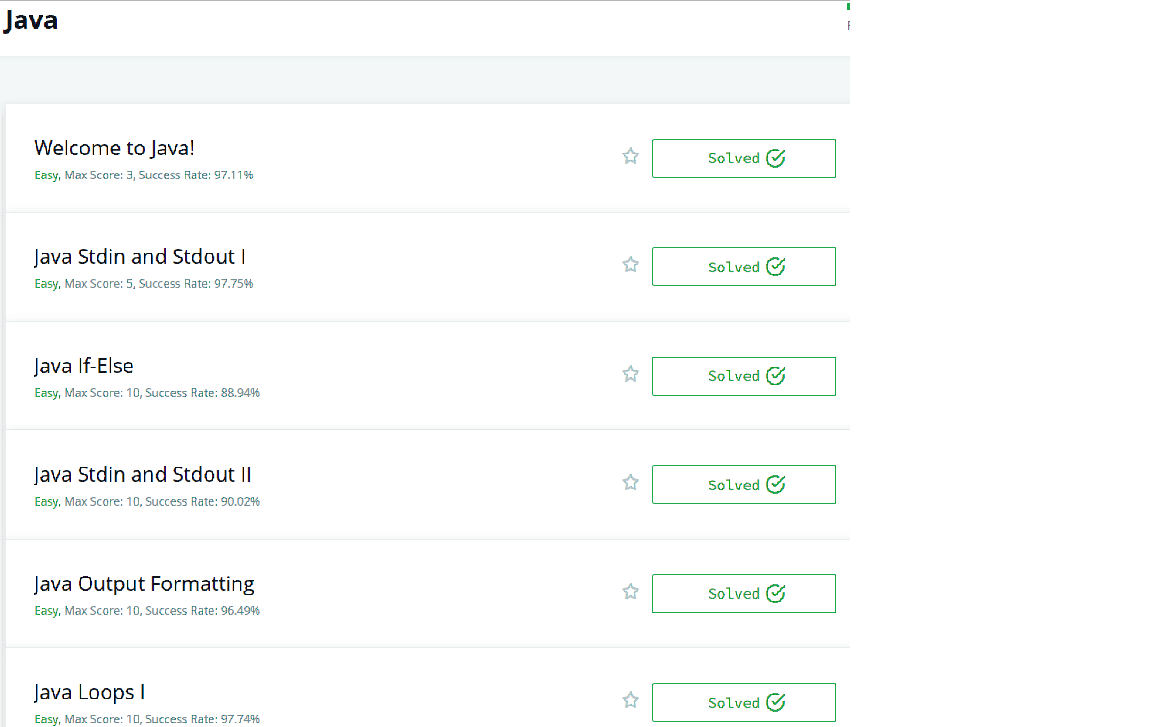 Java
Welcome to Java!
Easy, Max Score: 3, Success Rate: 97.11%
Solved
Java Stdin and Stdout I
Easy, Max Score: 5, Success Rate: 97.75%
Solved
Java If-Else
Easy, Max Score: 10, Success Rate: 88.94%
Solved
Java Stdin and Stdout II
Easy, Max Score: 10, Success Rate: 90.02%
Solved
Java Output Formatting
Easy, Max Score: 10, Success Rate: 96.49%
Solved
Java Loops I
Easy, Max Score: 10, Success Rate: 97.74%
Solved